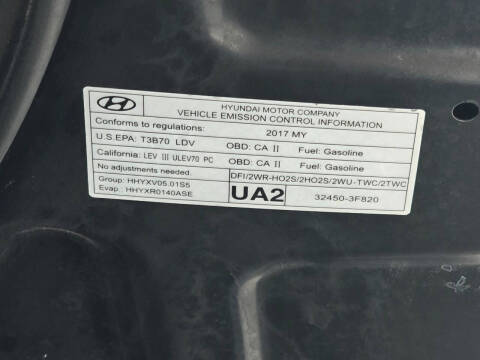 HYUNDAI MOTOR COMPANY
VEHICLE EMISSION CONTROL INFORMATION
Conforms to regulations: 2017 MY
U.S.EPA: T3B70 LDV OBD: CA II Fuel: Gasoline
California: LEV III ULEV70 PC OBD: CA II Fuel: Gasoline
No adjustments needed. DFI/2WR-HO2S/2HO2S/2WU-TWC/2TWC
Group: HHYXV05.01S5
Evap.: HHYXR0140ASE UA2 32450-3F820